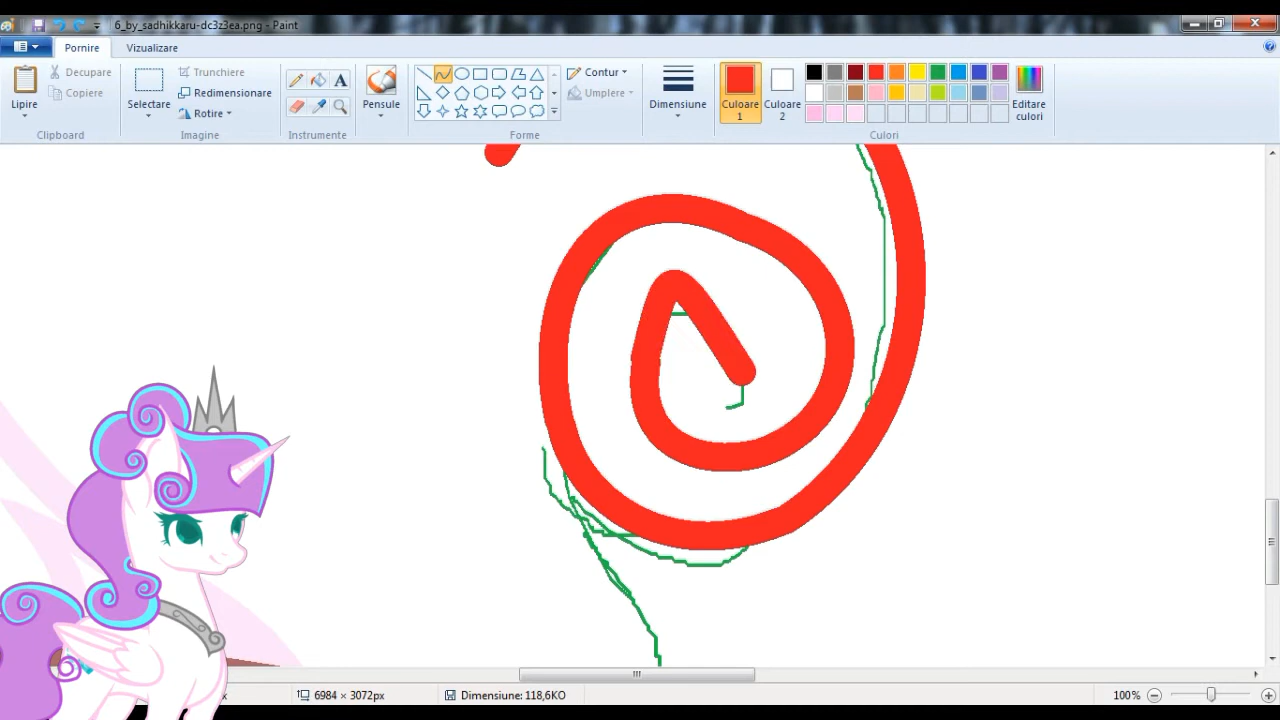 6_by_sadhikkaru-dc3z3ea.png - Paint
Pornire Vizualizare
Lipire
Decupare
Copiere
Clipboard
Selectare
Trunchiere
Redimensionare
Rotire
Imagine
A
Instrumente
Pensule
Contur
Umplere
Forme
Dimensiune
Culoare
1
Culoare
2
Editare
culori
Culori
x 6984 × 3072px Dimensiune: 118,6KO 100%